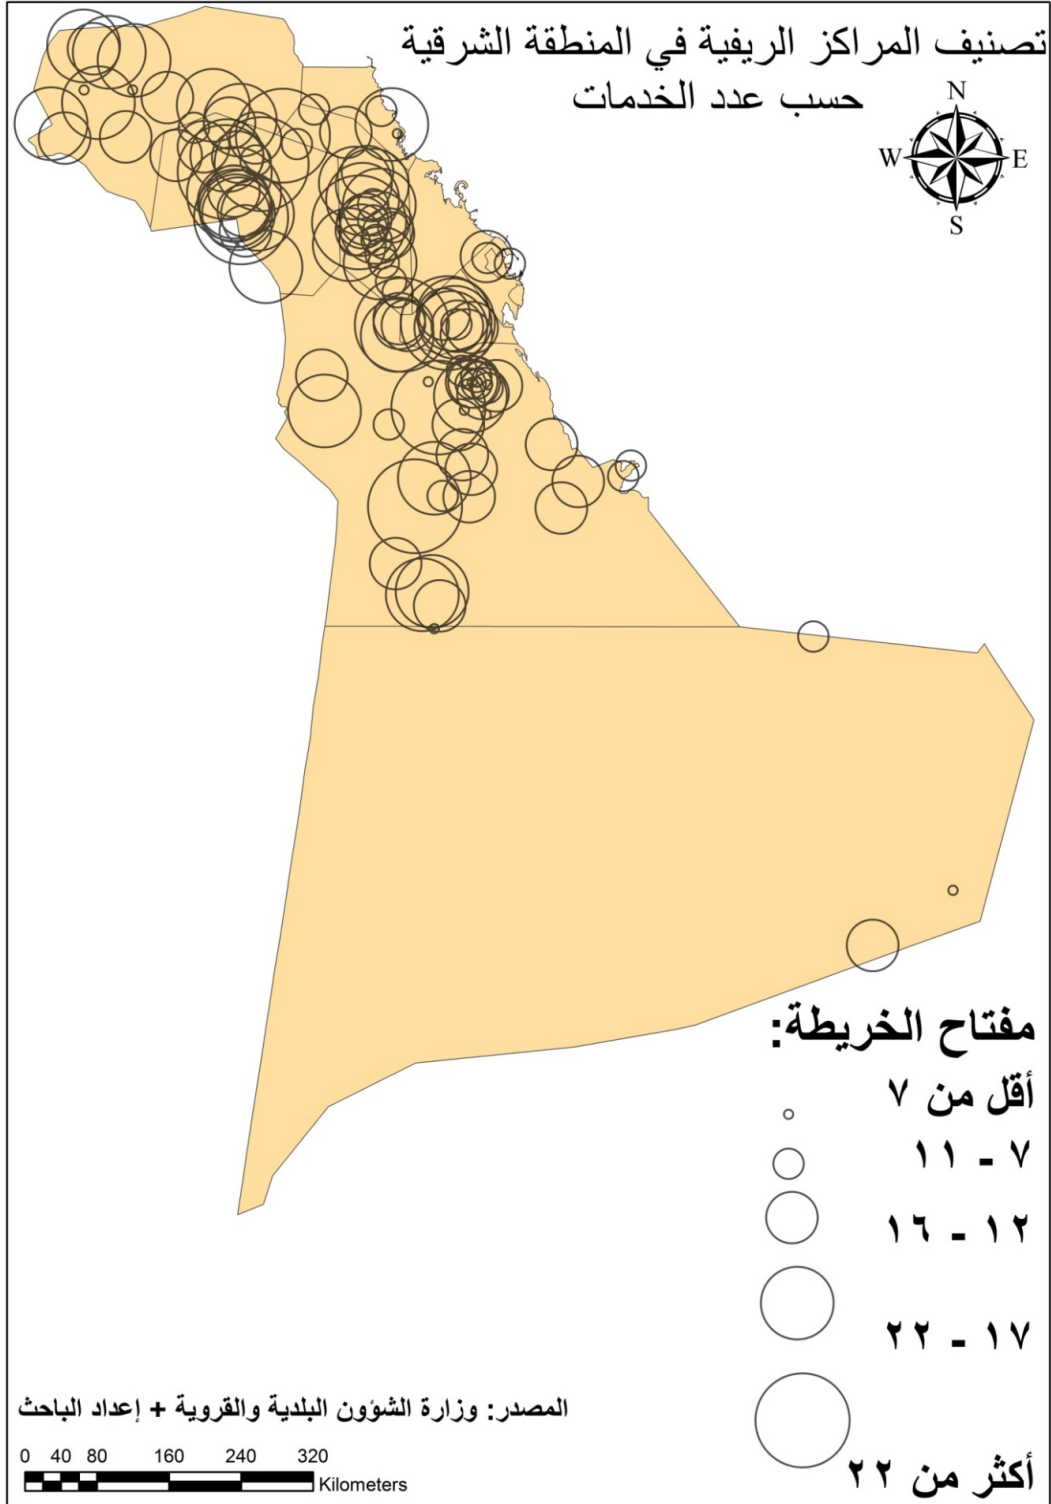 تصنيف المراكز الريفية في المنطقة الشرقية
حسب عدد الخدمات
N
W E
S
مفتاح الخريطة:
أقل من ٧
٧ - ١١
١٢ - ١٦
١٧ - ٢٢
أكثر من ٢٢
المصدر: وزارة الشؤون البلدية والقروية + إعداد الباحث
0 40 80 160 240 320
Kilometers